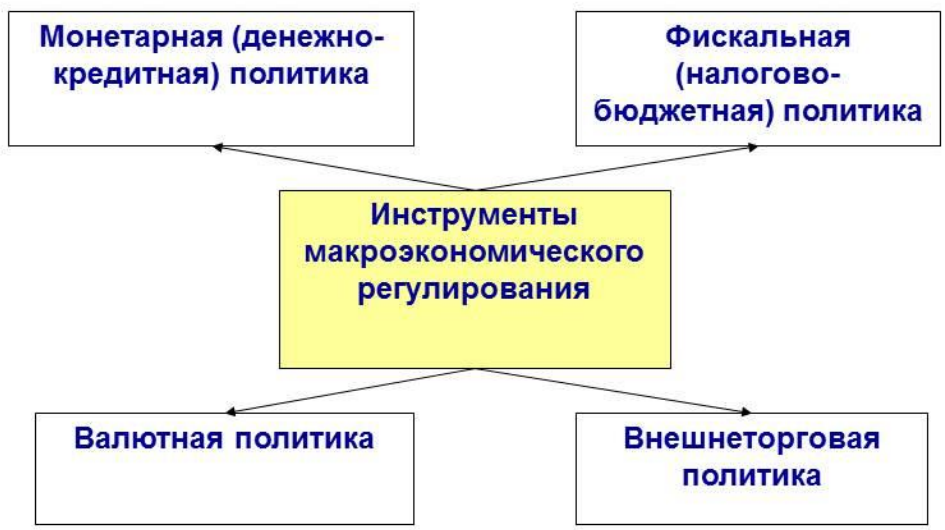 Монетарная (денежно-
кредитная) политика
Фискальная
(налогово-
бюджетная) политика
Инструменты
макроэкономического
регулирования
Валютная политика
Внешнеторговая
политика